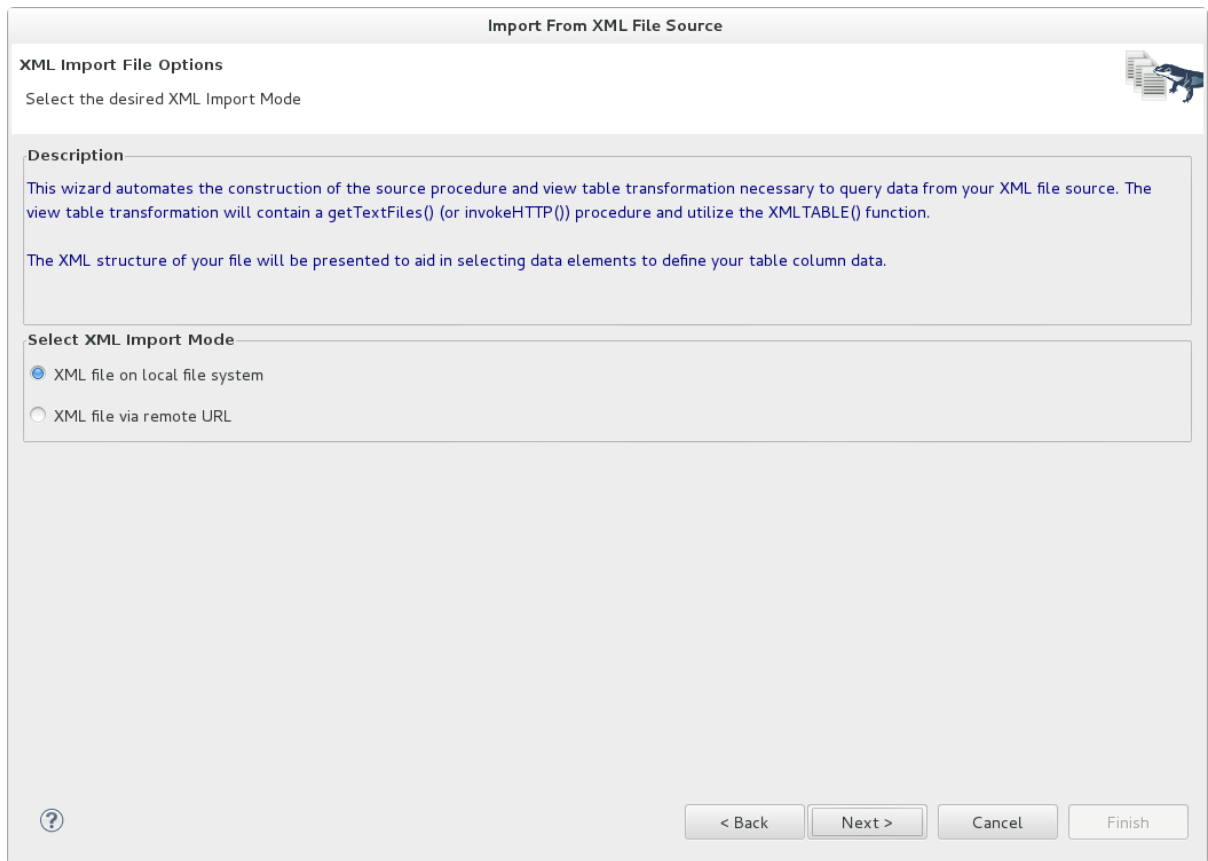 Import From XML File Source
XML Import File Options
Select the desired XML Import Mode
Description
This wizard automates the construction of the source procedure and view table transformation necessary to query data from your XML file source. The
view table transformation will contain a getTextFiles() (or invokeHTTP()) procedure and utilize the XMLTABLE() function.
The XML structure of your file will be presented to aid in selecting data elements to define your table column data.
Select XML Import Mode
XML file on local file system
XML file via remote URL
?
< Back
Next >
Cancel
Finish